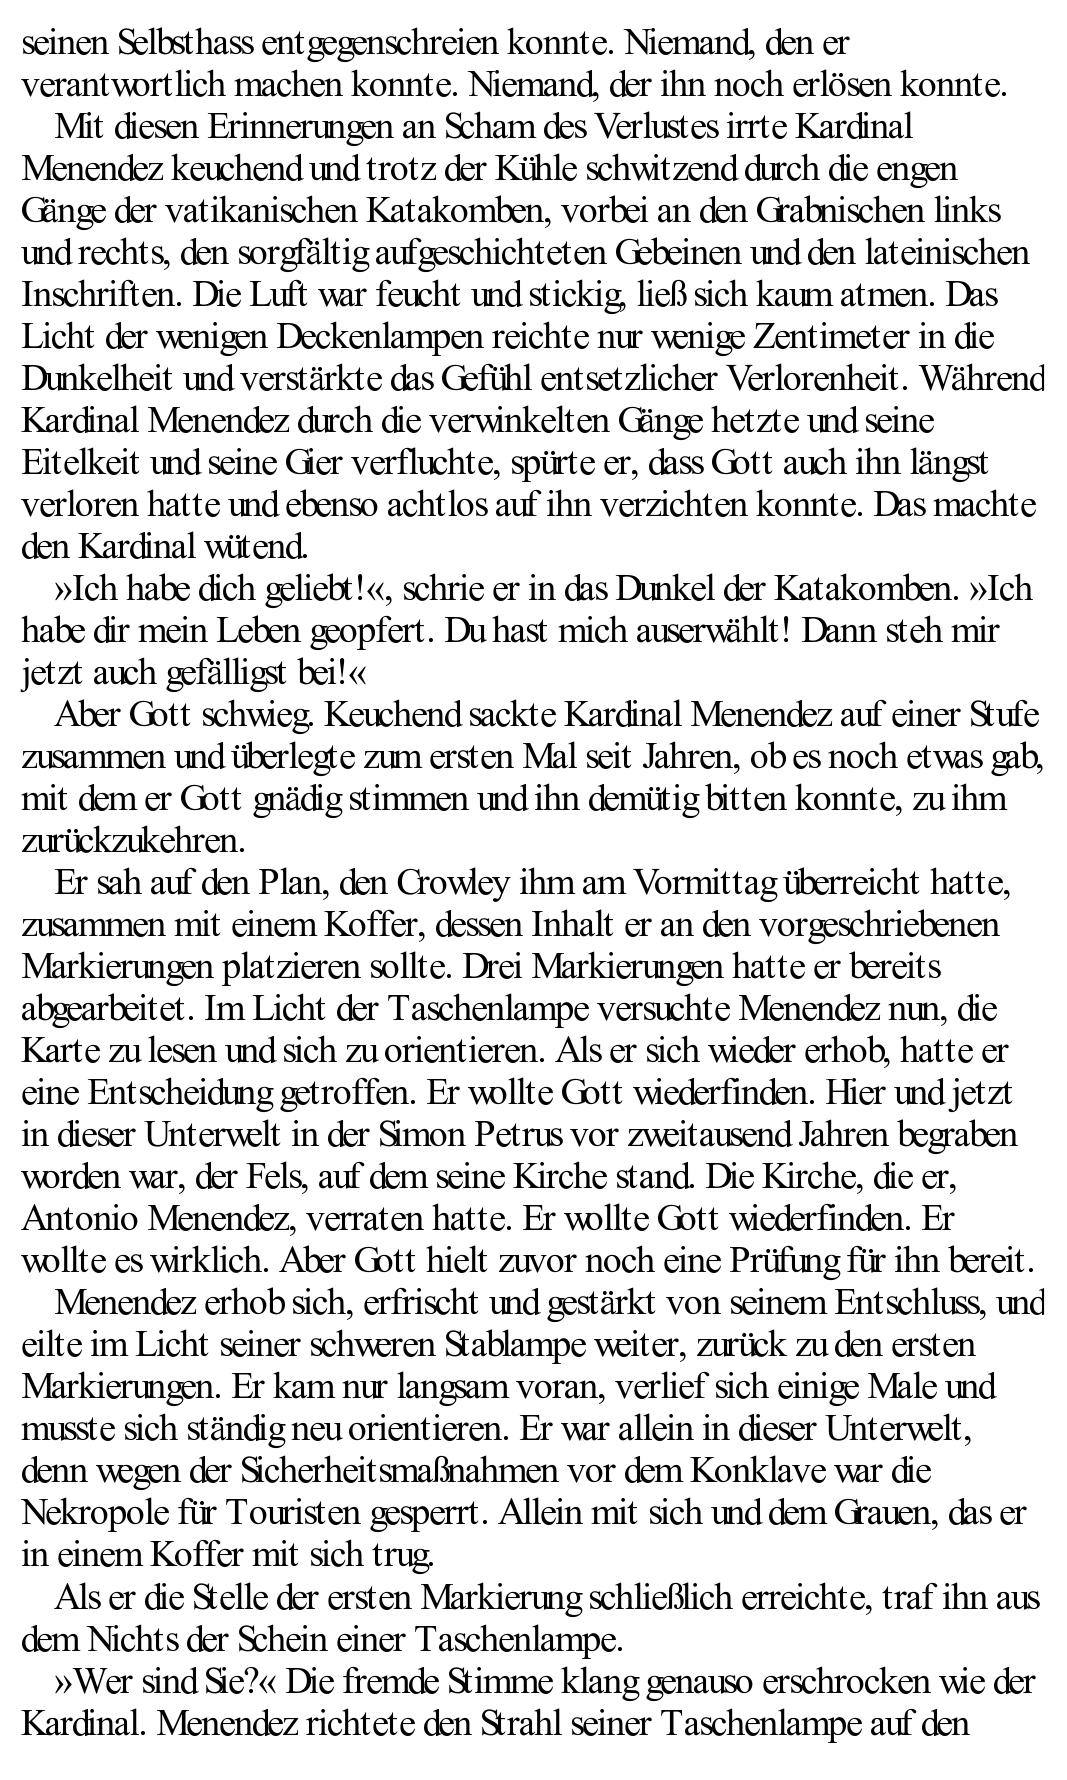 seinen Selbsthass entgegenschreien konnte. Niemand, den er
verantwortlich machen konnte. Niemand, der ihn noch erlösen konnte.
Mit diesen Erinnerungen an Scham des Verlustes irrte Kardinal
Menendez keuchend und trotz der Kühle schwitzend durch die engen
Gänge der vatikanischen Katakomben, vorbei an den Grabnischen links
und rechts, den sorgfältig aufgeschichteten Gebeinen und den lateinischen
Inschriften. Die Luft war feucht und stickig, ließ sich kaum atmen. Das
Licht der wenigen Deckenlampen reichte nur wenige Zentimeter in die
Dunkelheit und verstärkte das Gefühl entsetzlicher Verlorenheit. Während
Kardinal Menendez durch die verwinkelten Gänge hetzte und seine
Eitelkeit und seine Gier verfluchte, spürte er, dass Gott auch ihn längst
verloren hatte und ebenso achtlos auf ihn verzichten konnte. Das machte
den Kardinal wütend.
»Ich habe dich geliebt!«, schrie er in das Dunkel der Katakomben. »Ich
habe dir mein Leben geopfert. Du hast mich auserwählt! Dann steh mir
jetzt auch gefälligst bei!«
Aber Gott schwieg. Keuchend sackte Kardinal Menendez auf einer Stufe
zusammen und überlegte zum ersten Mal seit Jahren, ob es noch etwas gab,
mit dem er Gott gnädig stimmen und ihn demütig bitten konnte, zu ihm
zurückzukehren.
Er sah auf den Plan, den Crowley ihm am Vormittag überreicht hatte,
zusammen mit einem Koffer, dessen Inhalt er an den vorgeschriebenen
Markierungen platzieren sollte. Drei Markierungen hatte er bereits
abgearbeitet. Im Licht der Taschenlampe versuchte Menendez nun, die
Karte zu lesen und sich zu orientieren. Als er sich wieder erhob, hatte er
eine Entscheidung getroffen. Er wollte Gott wiederfinden. Hier und jetzt
in dieser Unterwelt in der Simon Petrus vor zweitausend Jahren begraben
worden war, der Fels, auf dem seine Kirche stand. Die Kirche, die er,
Antonio Menendez, verraten hatte. Er wollte Gott wiederfinden. Er
wollte es wirklich. Aber Gott hielt zuvor noch eine Prüfung für ihn bereit.
Menendez erhob sich, erfrischt und gestärkt von seinem Entschluss, und
eilte im Licht seiner schweren Stablampe weiter, zurück zu den ersten
Markierungen. Er kam nur langsam voran, verlief sich einige Male und
musste sich ständig neu orientieren. Er war allein in dieser Unterwelt,
denn wegen der Sicherheitsmaßnahmen vor dem Konklave war die
Nekropole für Touristen gesperrt. Allein mit sich und dem Grauen, das er
in einem Koffer mit sich trug.
Als er die Stelle der ersten Markierung schließlich erreichte, traf ihn aus
dem Nichts der Schein einer Taschenlampe.
»Wer sind Sie?« Die fremde Stimme klang genauso erschrocken wie der
Kardinal. Menendez richtete den Strahl seiner Taschenlampe auf den